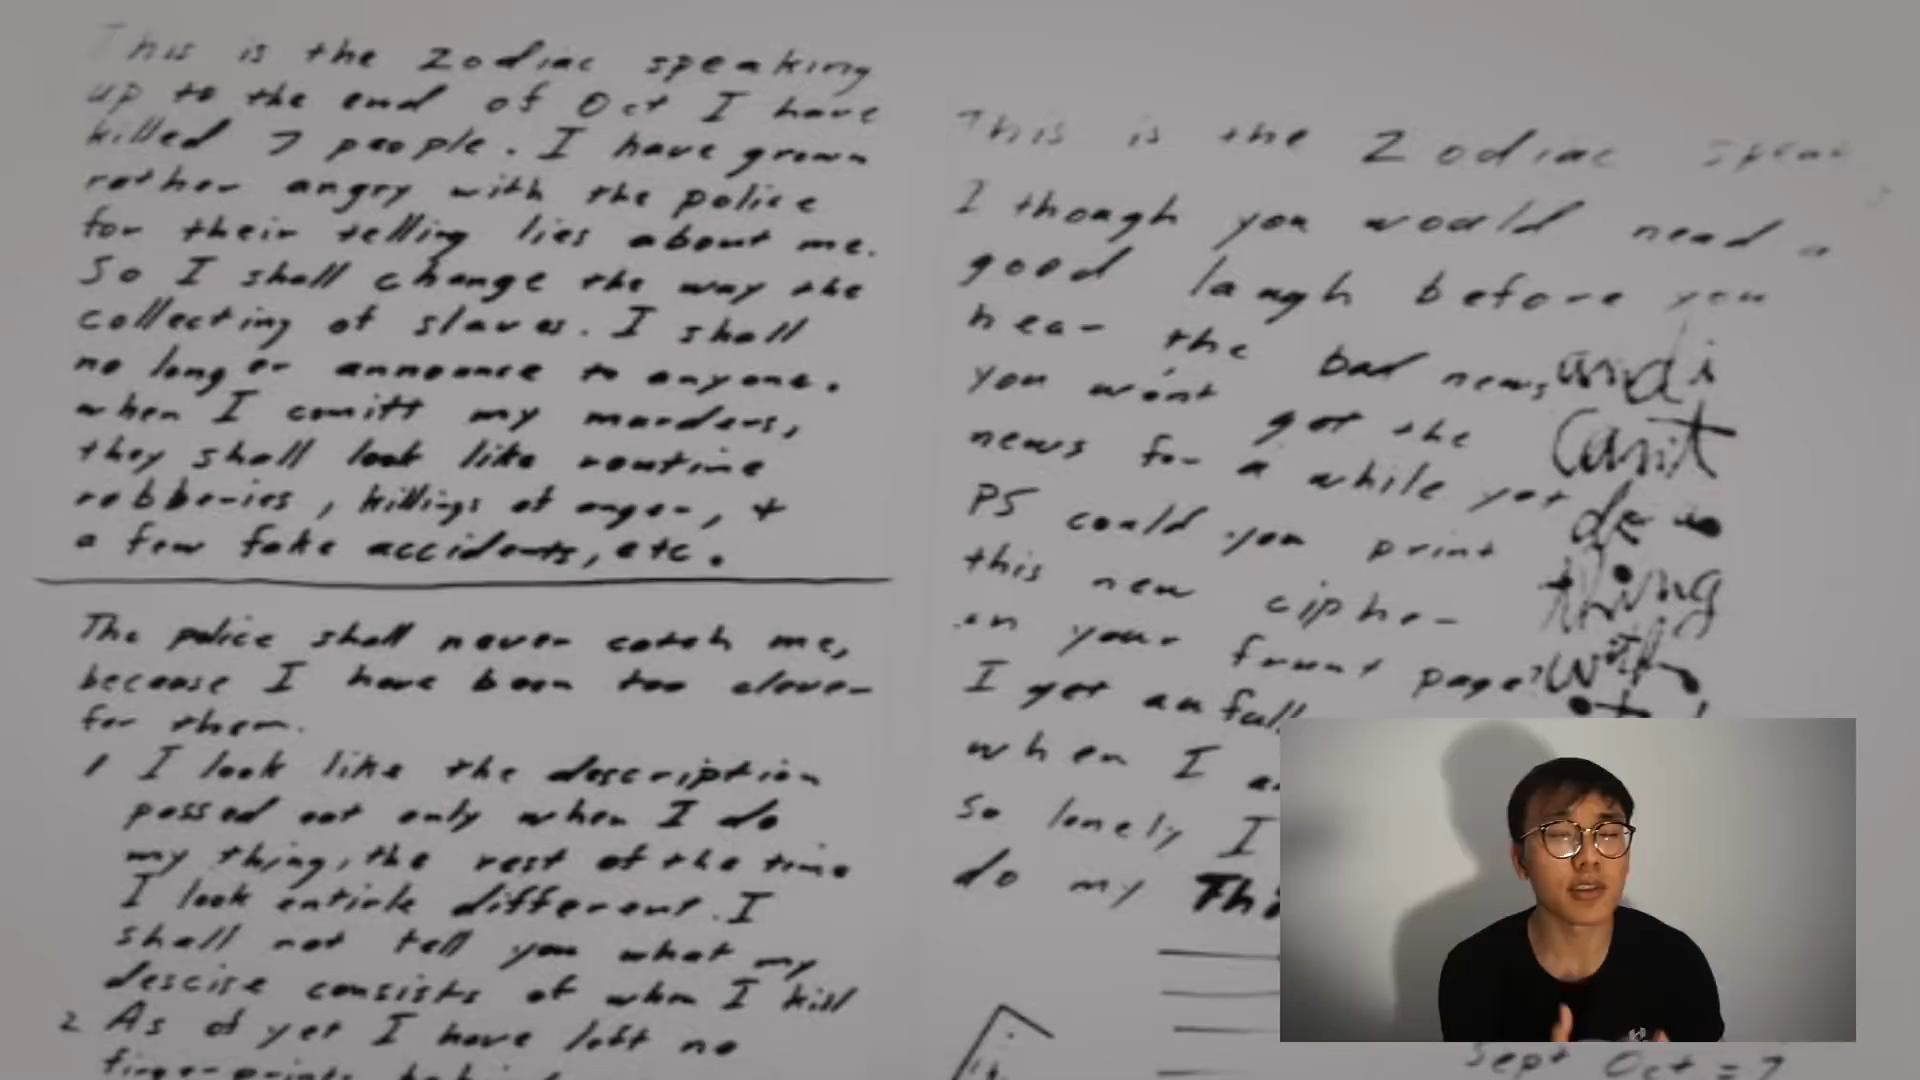 This is the Zodiac speaking
up to the end of Oct I have
killed 7 people. I have grown
rather angry with the police
for their telling lies about me.
So I shall change the way the
collecting of slaves. I shall
no longer announce to anyone.
when I comitt my murders,
they shall look like routine
robberies, killings of anger, +
a few fake accidents, etc.
The police shall never catch me,
because I have been too clever
for them.
1 I look like the description
passed out only when I do
my thing, the rest of the time
I look entirle different. I
shall not tell you what my
descise consists of when I kill
2 As of yet I have left no
fingerprints
This is the Zodiac speak
I though you would need a
good laugh before you
hear the bad news
you won't get the
news for a while yet
PS could you print
this new cipher
on your frunt page?
I get aufull
when I
so lonely I
do my Thi
and i
Can't
do a
thing
with
it!
Sept Oct = 7